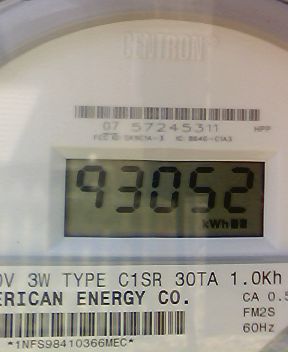 CENTRON
07 57245311 HPP
93052
kWh
0V 3W TYPE C1SR 30TA 1.0Kh
ERICAN ENERGY CO.
CA 0.5
FM2S
60Hz
*1NFS98410366MEC*